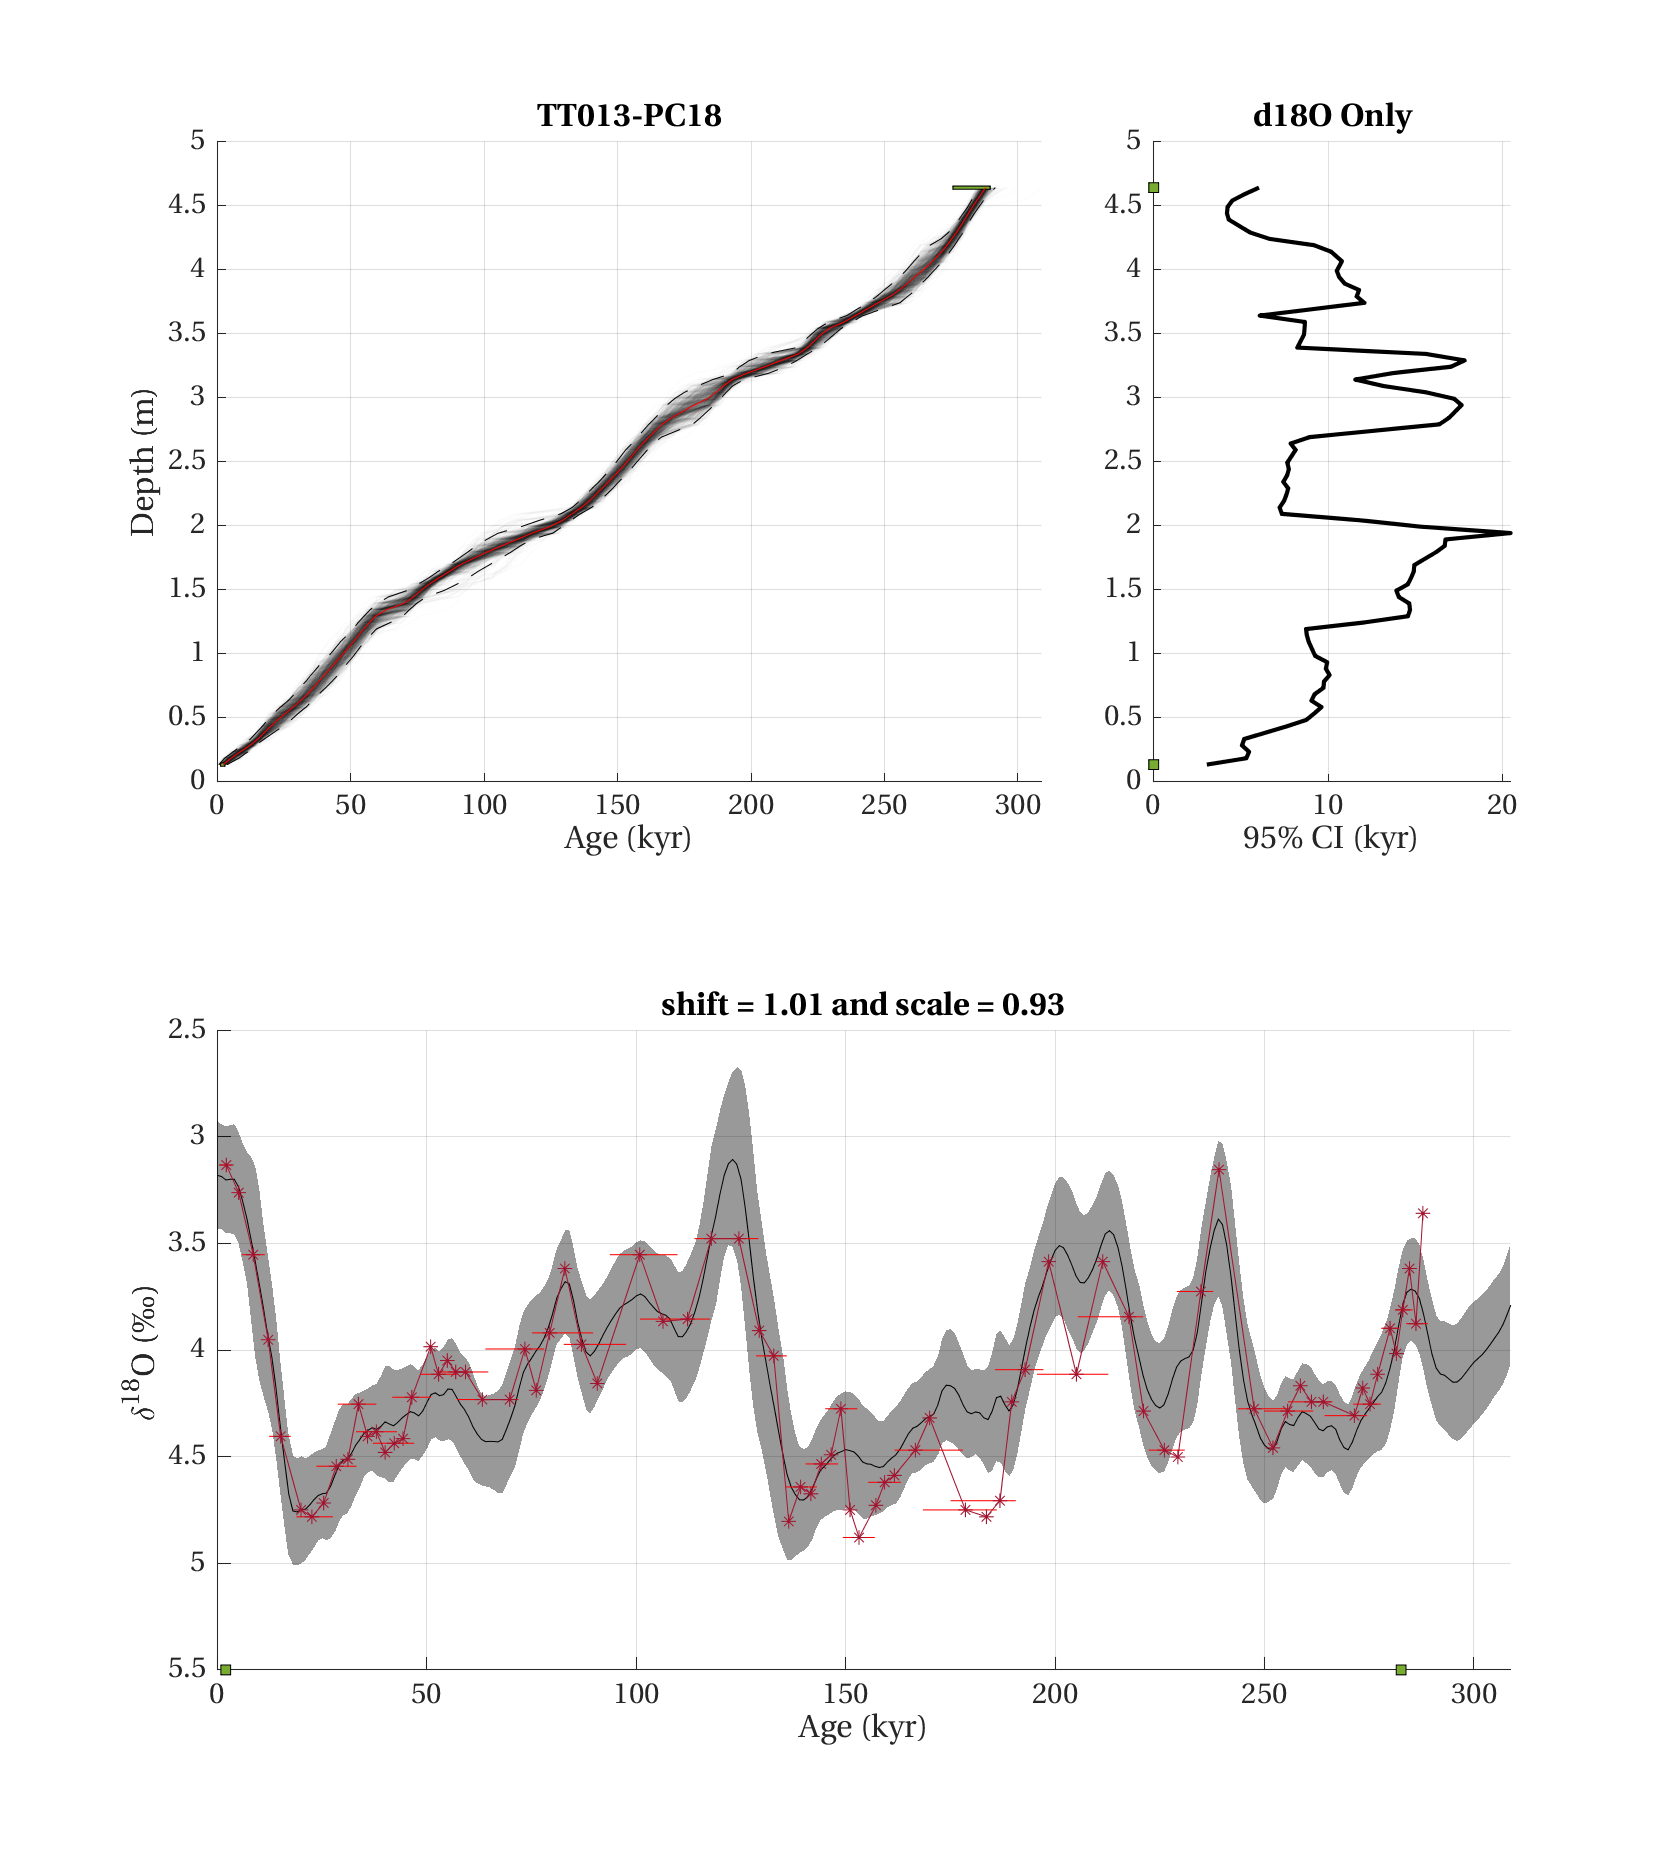 TT013-PC18
d18O Only
5
4.5
4
3.5
3
2.5
2
1.5
1
0.5
0
Depth (m)
0 50 100 150 200 250 300
Age (kyr)
5
4.5
4
3.5
3
2.5
2
1.5
1
0.5
0
0 10 20
95% CI (kyr)
shift = 1.01 and scale = 0.93
2.5
3
3.5
4
4.5
5
5.5
δ¹⁸O (‰)
0 50 100 150 200 250 300
Age (kyr)